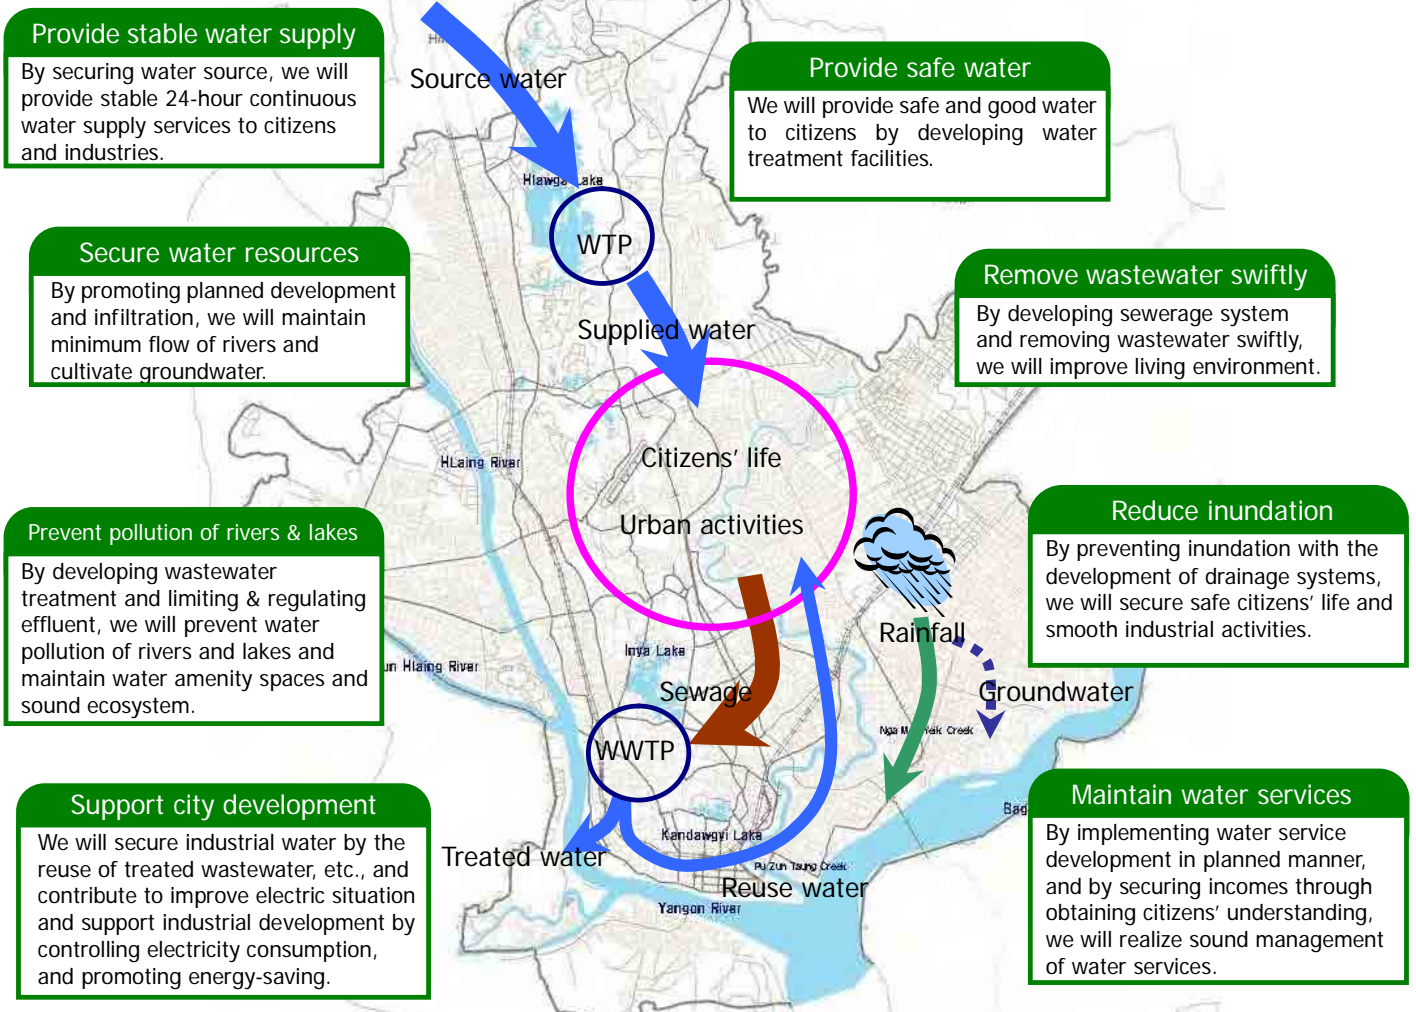 Provide stable water supply
By securing water source, we will
provide stable 24-hour continuous
water supply services to citizens
and industries.
Source water
Provide safe water
We will provide safe and good water
to citizens by developing water
treatment facilities.
Hlawga Lake
WTP
Secure water resources
By promoting planned development
and infiltration, we will maintain
minimum flow of rivers and
cultivate groundwater.
Supplied water
Remove wastewater swiftly
By developing sewerage system
and removing wastewater swiftly,
we will improve living environment.
HLaing River
Citizens’ life
Urban activities
Prevent pollution of rivers & lakes
By developing wastewater
treatment and limiting & regulating
effluent, we will prevent water
pollution of rivers and lakes and
maintain water amenity spaces and
sound ecosystem.
Reduce inundation
By preventing inundation with the
development of drainage systems,
we will secure safe citizens’ life and
smooth industrial activities.
Rainfall
Inya Lake
Hlaing River
Sewage
Groundwater
Creek
WWTP
Support city development
We will secure industrial water by the
reuse of treated wastewater, etc., and
contribute to improve electric situation
and support industrial development by
controlling electricity consumption,
and promoting energy-saving.
Maintain water services
By implementing water service
development in planned manner,
and by securing incomes through
obtaining citizens’ understanding,
we will realize sound management
of water services.
Kandawgyi Lake
Treated water
Pu Zun Taung Creek
Reuse water
Yangon River